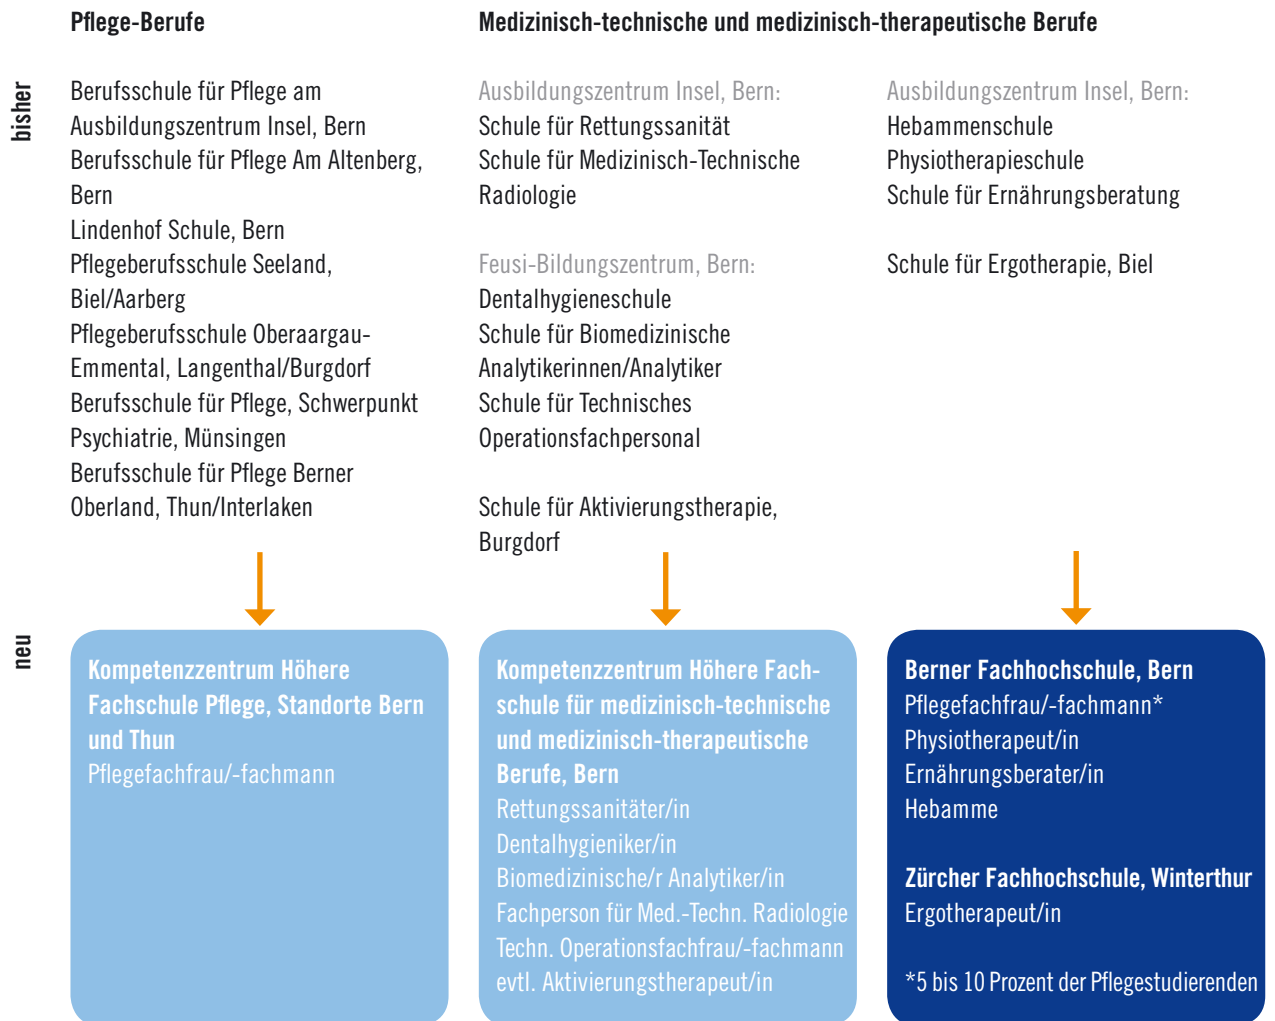 Pflege-Berufe
Medizinisch-technische und medizinisch-therapeutische Berufe
bisher
Berufsschule für Pflege am
Ausbildungszentrum Insel, Bern
Berufsschule für Pflege Am Altenberg,
Bern
Lindenhof Schule, Bern
Pflegeberufsschule Seeland,
Biel/Aarberg
Pflegeberufsschule Oberaargau-
Emmental, Langenthal/Burgdorf
Berufsschule für Pflege, Schwerpunkt
Psychiatrie, Münsingen
Berufsschule für Pflege Berner
Oberland, Thun/Interlaken
Ausbildungszentrum Insel, Bern:
Schule für Rettungssanität
Schule für Medizinisch-Technische
Radiologie
Feusi-Bildungszentrum, Bern:
Dentalhygieneschule
Schule für Biomedizinische
Analytikerinnen/Analytiker
Schule für Technisches
Operationsfachpersonal
Schule für Aktivierungstherapie,
Burgdorf
Ausbildungszentrum Insel, Bern:
Hebammenschule
Physiotherapieschule
Schule für Ernährungsberatung
Schule für Ergotherapie, Biel
neu
Kompetenzzentrum Höhere
Fachschule Pflege, Standorte Bern
und Thun
Pflegefachfrau/-fachmann
Kompetenzzentrum Höhere Fach-
schule für medizinisch-technische
und medizinisch-therapeutische
Berufe, Bern
Rettungssanitäter/in
Dentalhygieniker/in
Biomedizinische/r Analytiker/in
Fachperson für Med.-Techn. Radiologie
Techn. Operationsfachfrau/-fachmann
evtl. Aktivierungstherapeut/in
Berner Fachhochschule, Bern
Pflegefachfrau/-fachmann*
Physiotherapeut/in
Ernährungsberater/in
Hebamme
Zürcher Fachhochschule, Winterthur
Ergotherapeut/in
*5 bis 10 Prozent der Pflegestudierenden